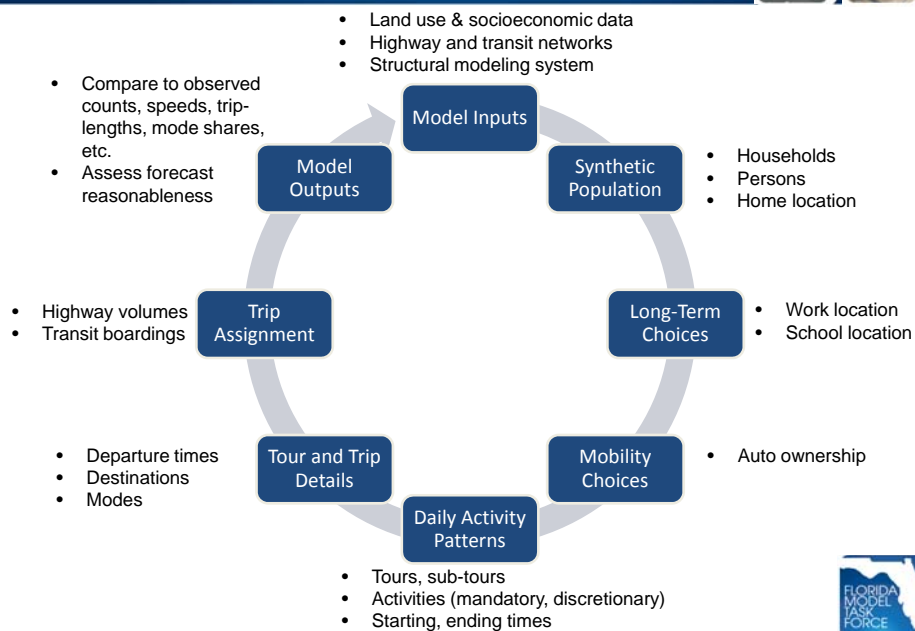 • Land use & socioeconomic data
• Highway and transit networks
• Structural modeling system
Model Inputs
Synthetic
Population
• Households
• Persons
• Home location
Long-Term
Choices
• Work location
• School location
Mobility
Choices
• Auto ownership
Daily Activity
Patterns
• Tours, sub-tours
• Activities (mandatory, discretionary)
• Starting, ending times
Tour and Trip
Details
• Departure times
• Destinations
• Modes
Trip
Assignment
• Highway volumes
• Transit boardings
Model
Outputs
• Compare to observed
counts, speeds, trip-
lengths, mode shares,
etc.
• Assess forecast
reasonableness
FLORIDA
MODEL
TASK
FORCE